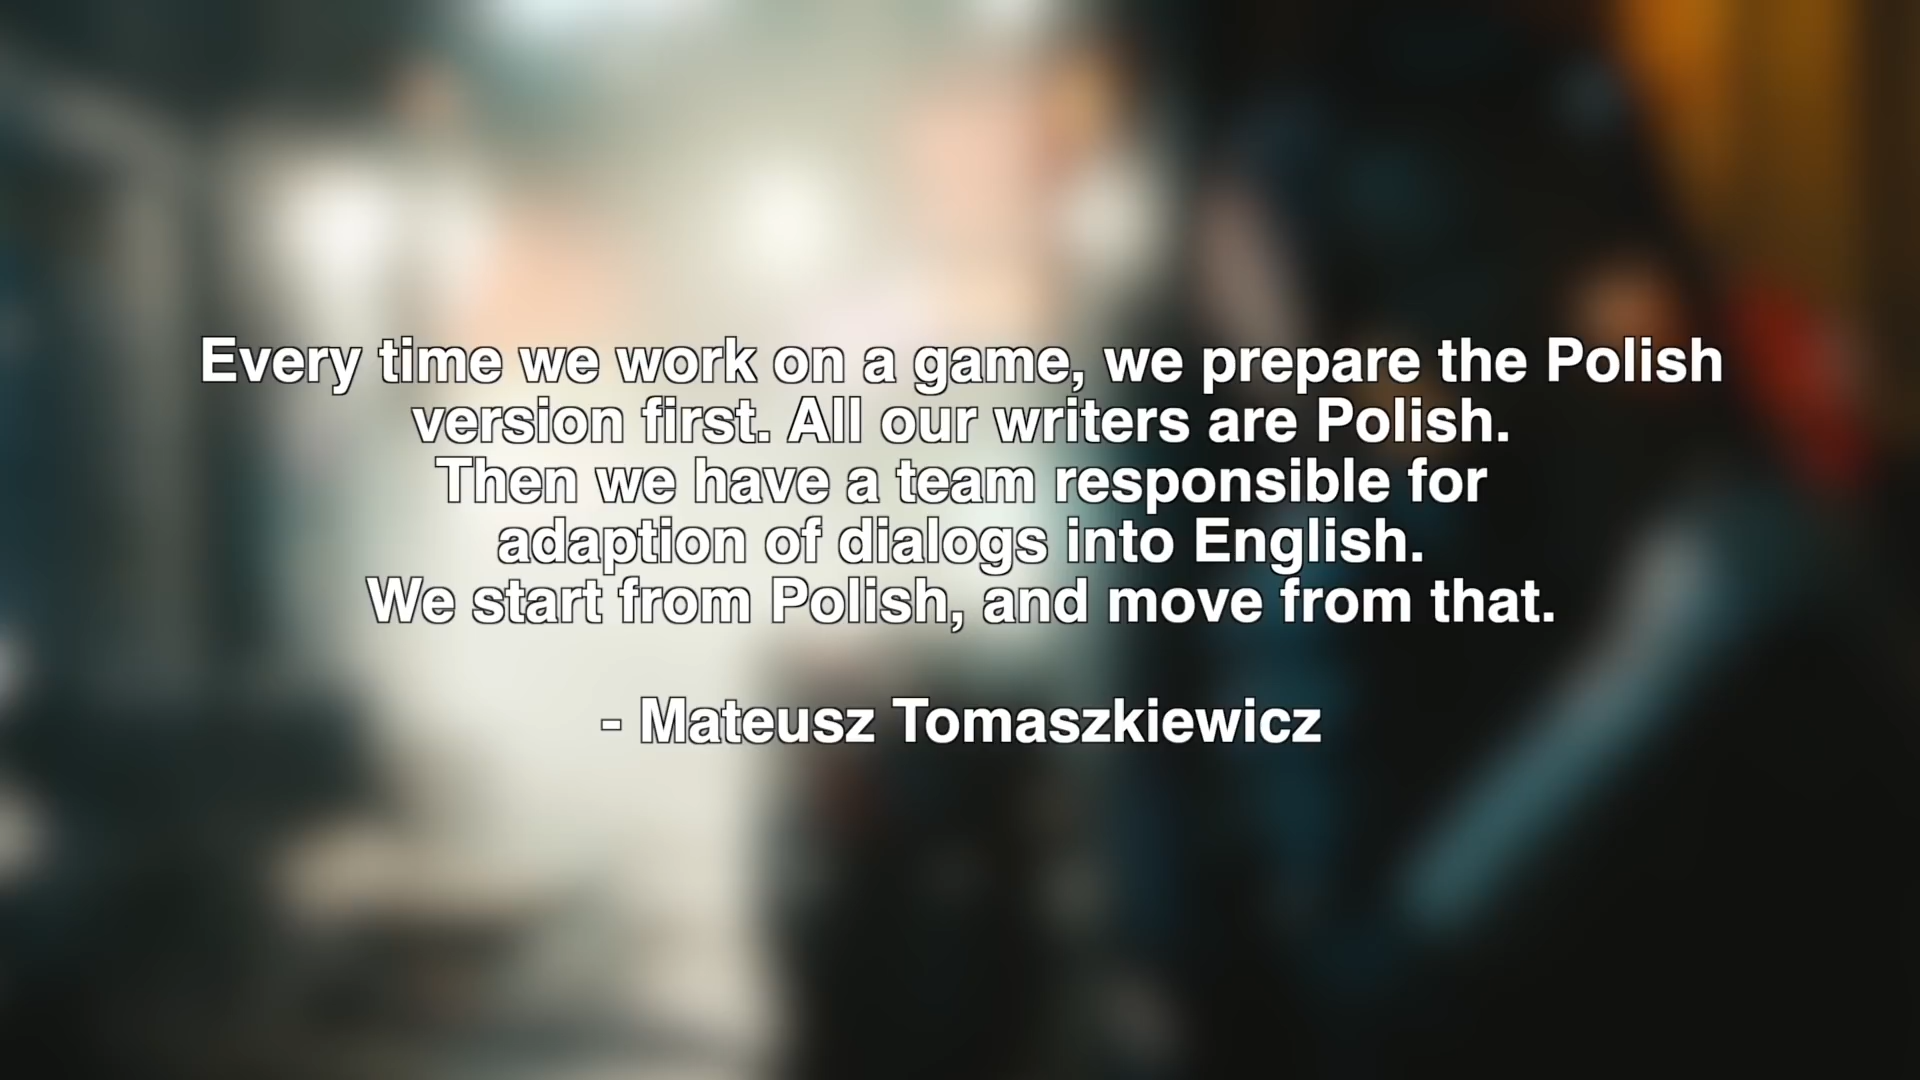 Every time we work on a game, we prepare the Polish
version first. All our writers are Polish.
Then we have a team responsible for
adaption of dialogs into English.
We start from Polish, and move from that.
- Mateusz Tomaszkiewicz